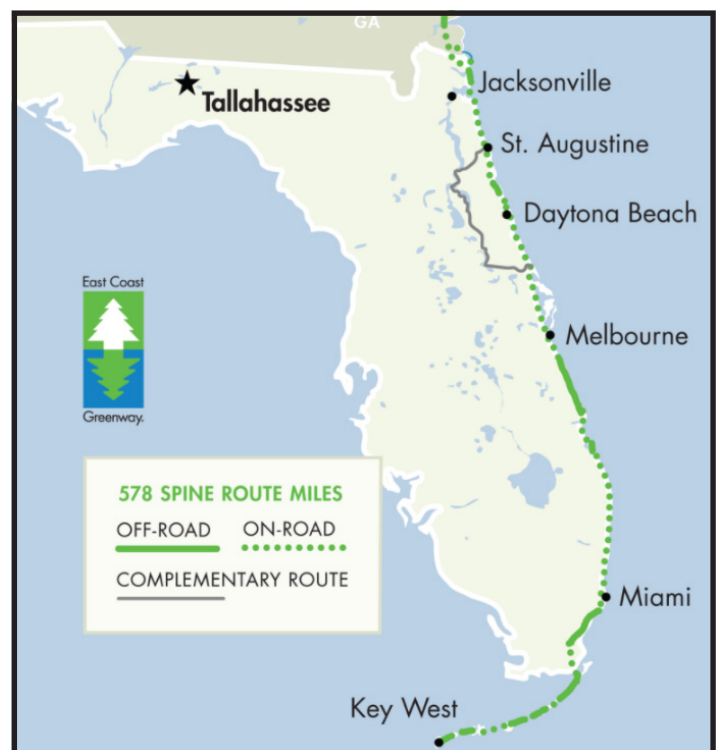 GA
Jacksonville
Tallahassee
St. Augustine
Daytona Beach
East Coast
Melbourne
Greenway.
578 SPINE ROUTE MILES
OFF-ROAD ON-ROAD
COMPLEMENTARY ROUTE
Miami
Key West